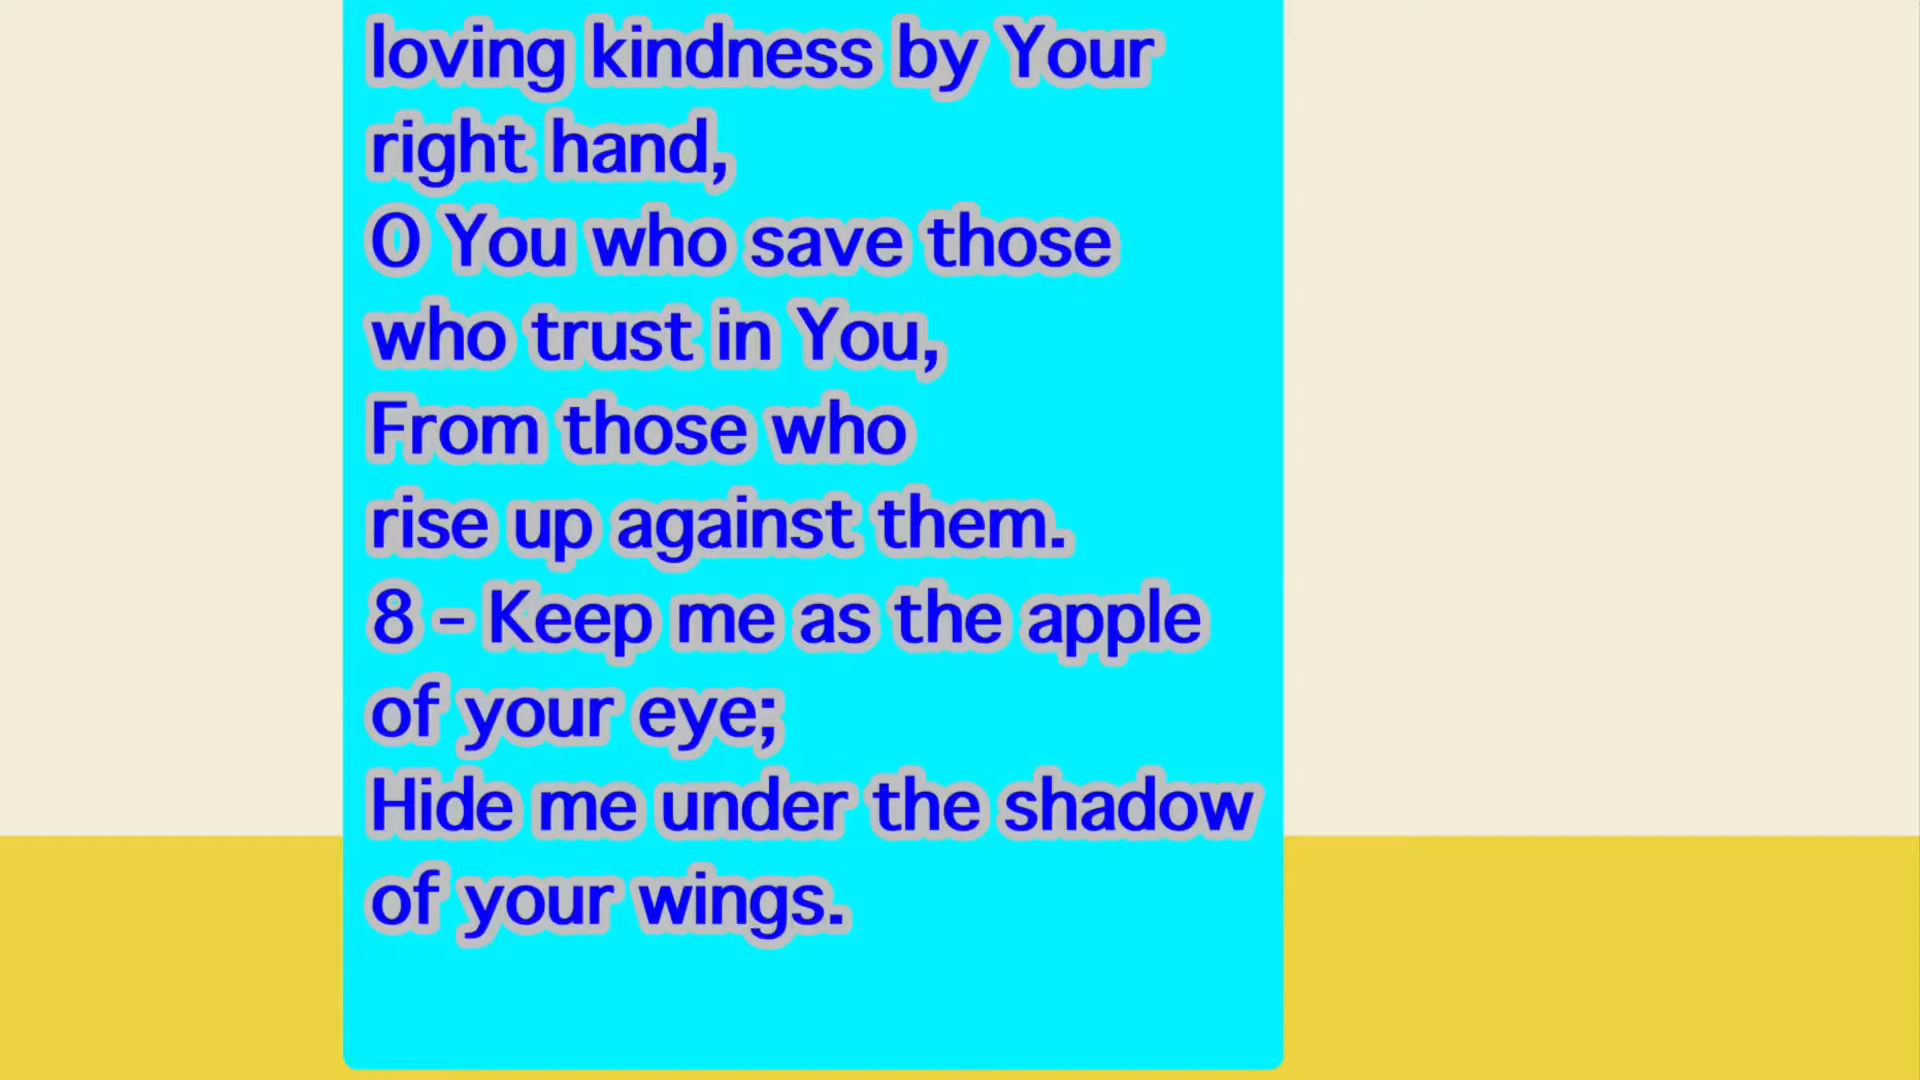 loving kindness by Your
right hand,
O You who save those
who trust in You,
From those who
rise up against them.
8 - Keep me as the apple
of your eye;
Hide me under the shadow
of your wings.